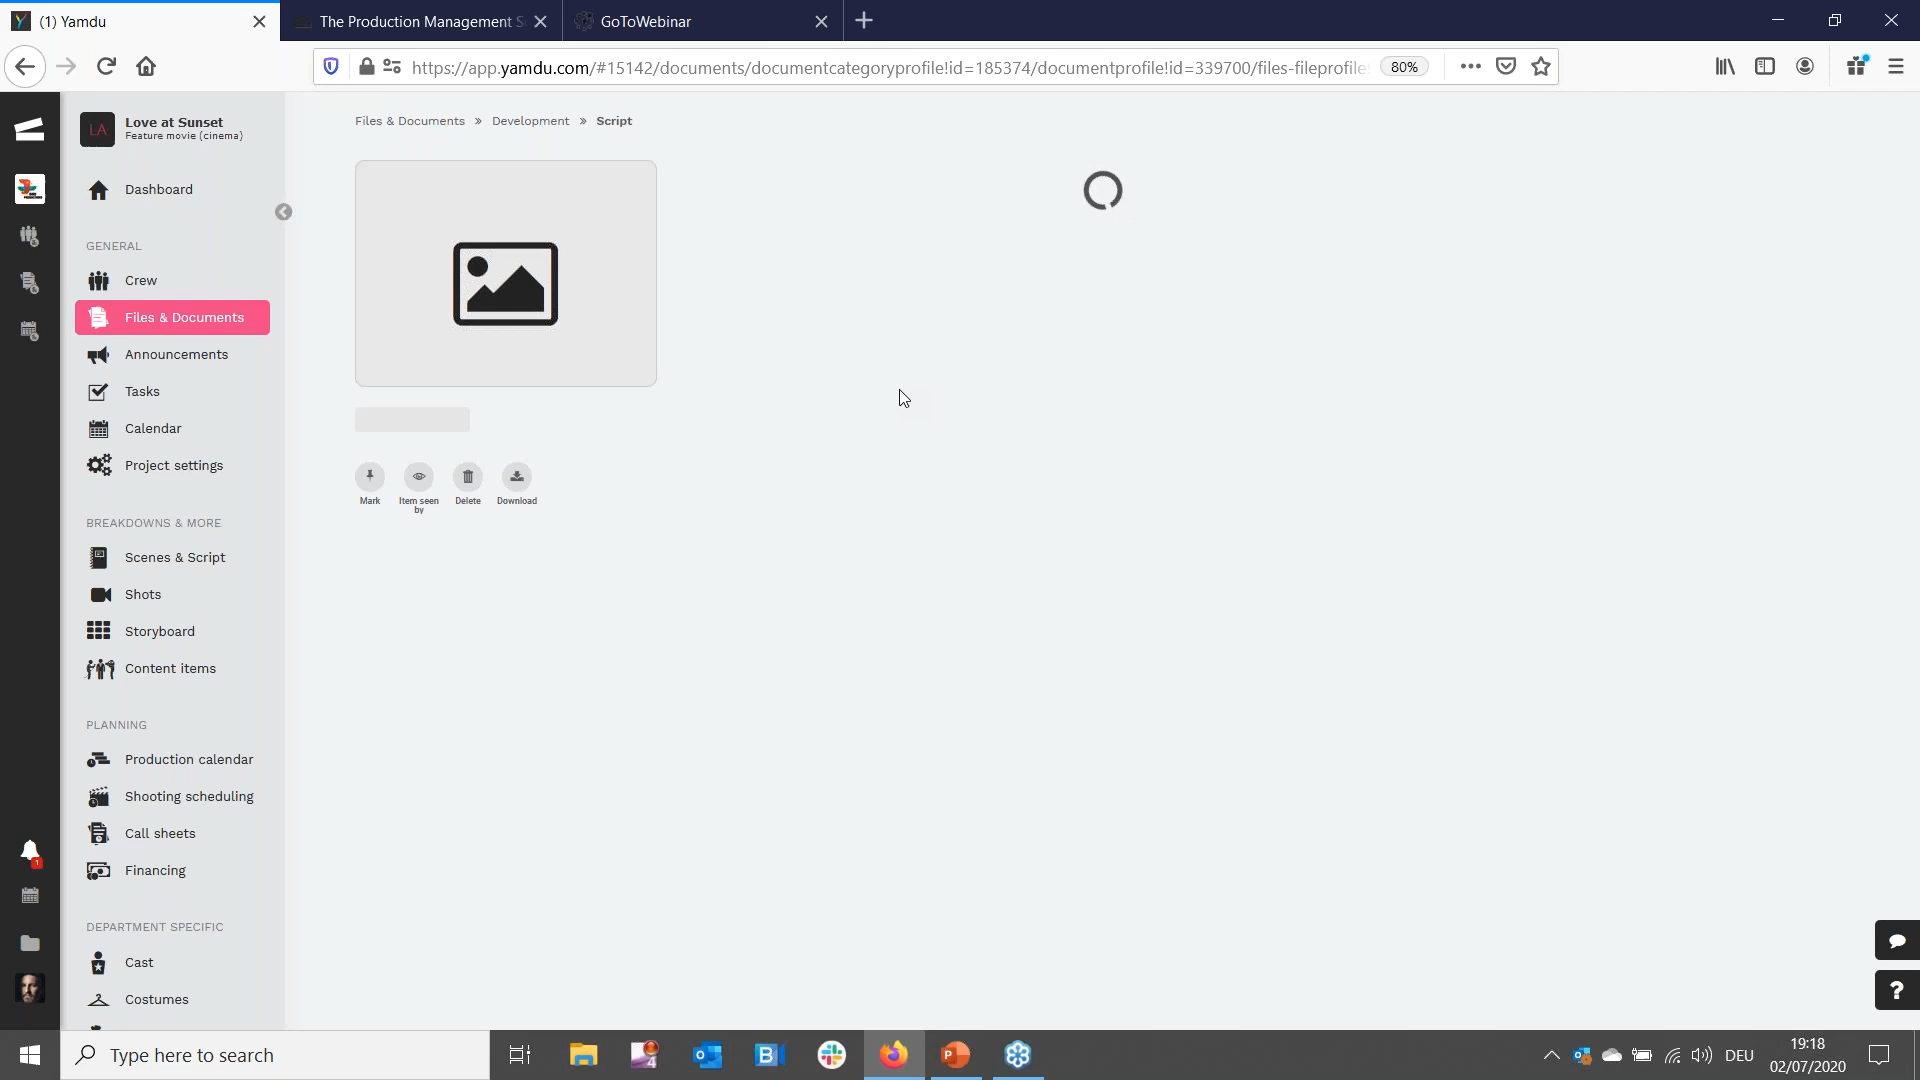 (1) Yamdu
The Production Management S
GoToWebinar
https://app.yamdu.com/#15142/documents/documentcategoryprofile!id=185374/documentprofile!id=339700/files-fileprofile
80%
LA
Love at Sunset
Feature movie (cinema)
Files & Documents » Development » Script
Dashboard
GENERAL
Crew
Files & Documents
Announcements
Tasks
Calendar
Project settings
Mark
Item seen by
Delete
Download
BREAKDOWNS & MORE
Scenes & Script
Shots
Storyboard
Content items
PLANNING
Production calendar
Shooting scheduling
Call sheets
Financing
1
DEPARTMENT SPECIFIC
Cast
Costumes
?
Type here to search
DEU
19:18
02/07/2020